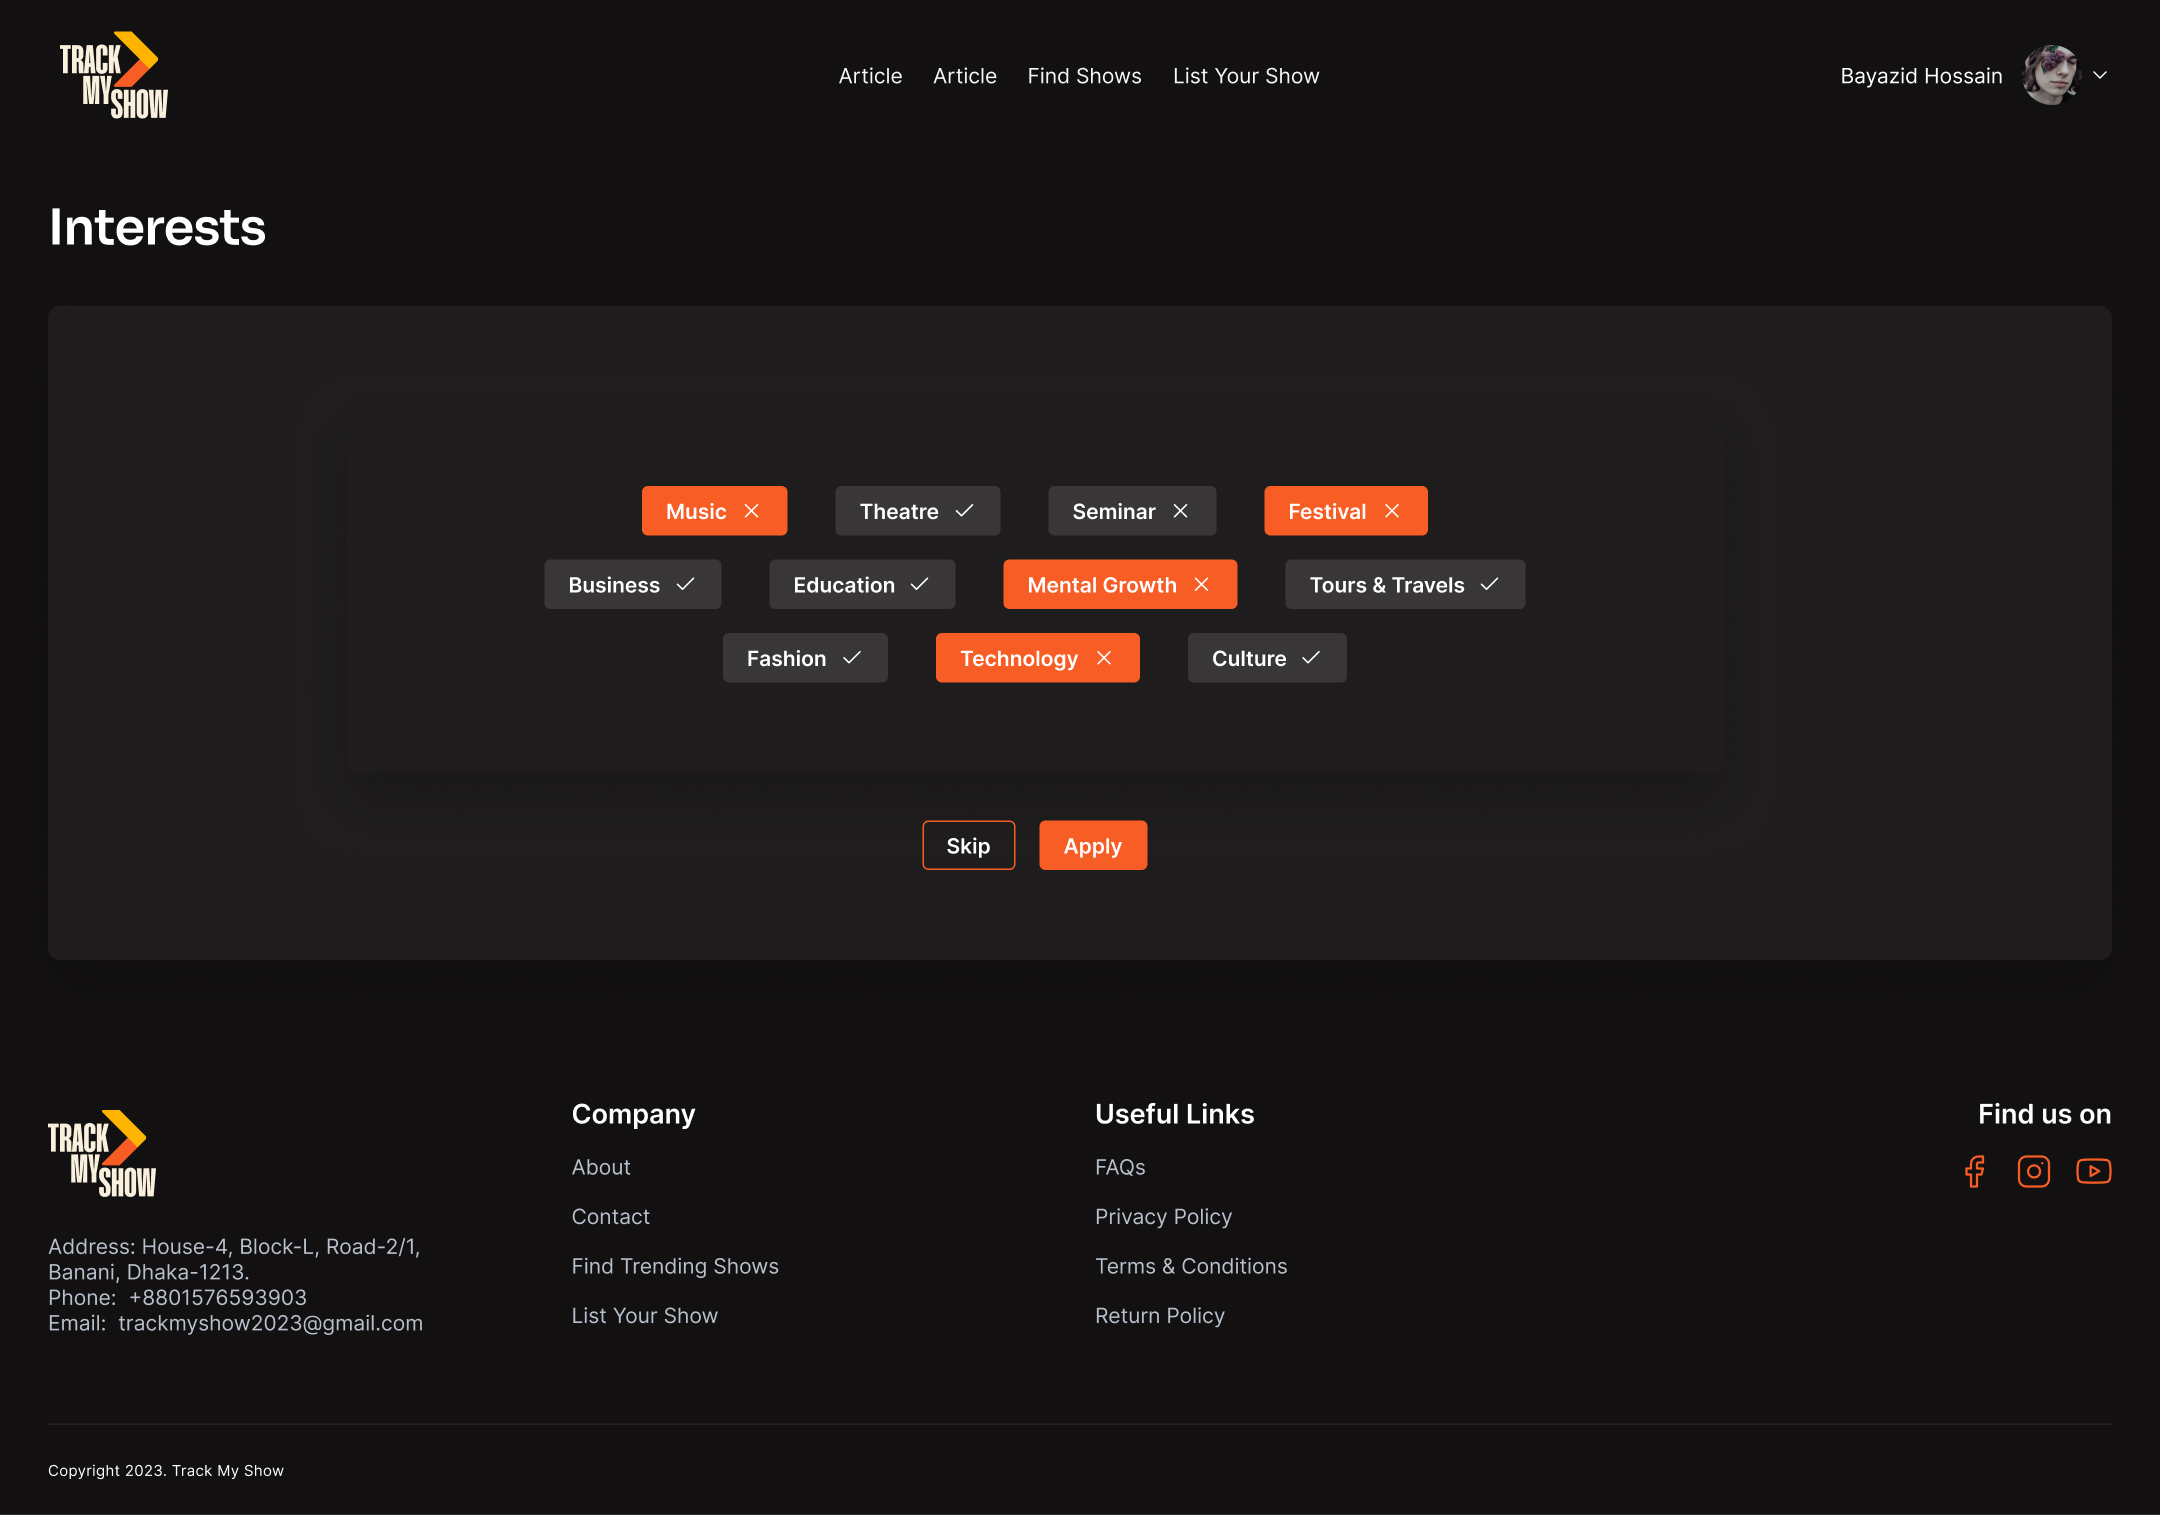 TRACK
MY
SHOW
Article Article Find Shows List Your Show
Bayazid Hossain
Interests
Music Theatre Seminar Festival
Business Education Mental Growth Tours & Travels
Fashion Technology Culture
Skip Apply
TRACK
MY
SHOW
Address: House-4, Block-L, Road-2/1,
Banani, Dhaka-1213.
Phone: +8801576593903
Email: trackmyshow2023@gmail.com
Company
About
Contact
Find Trending Shows
List Your Show
Useful Links
FAQs
Privacy Policy
Terms & Conditions
Return Policy
Find us on
Copyright 2023. Track My Show